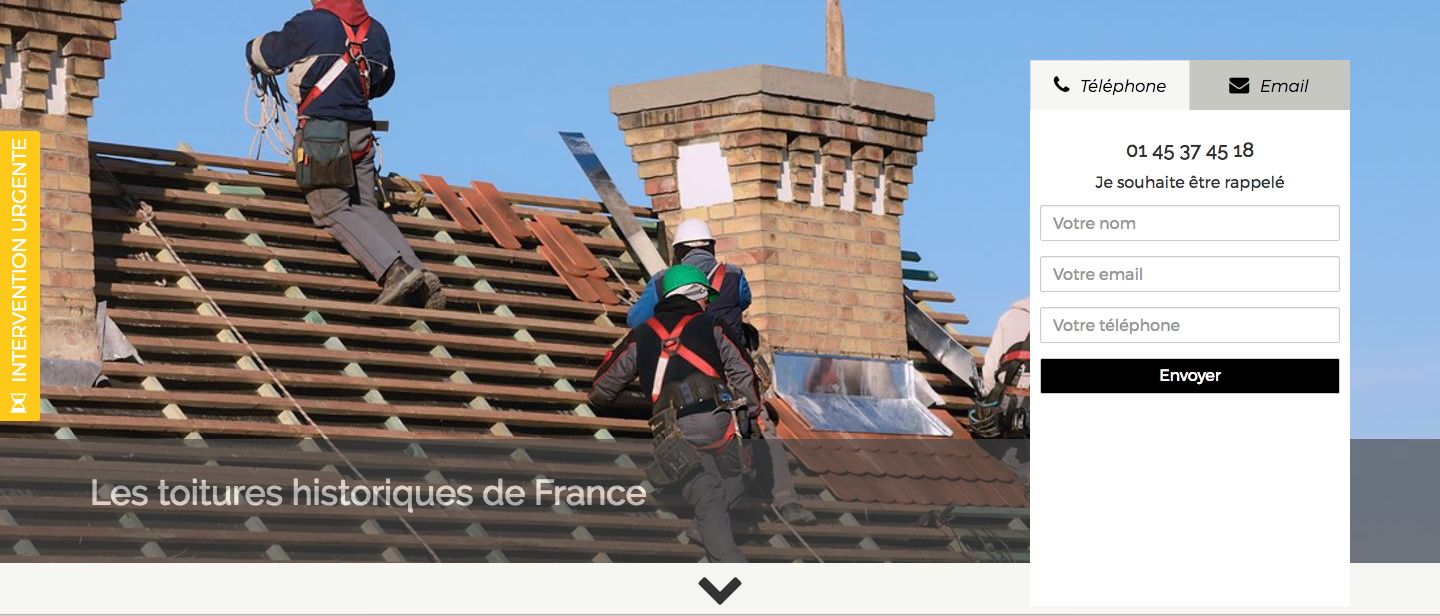 INTERVENTION URGENTE
Les toitures historiques de France
Téléphone
Email
01 45 37 45 18
Je souhaite être rappelé
Votre nom
Votre email
Votre téléphone
Envoyer